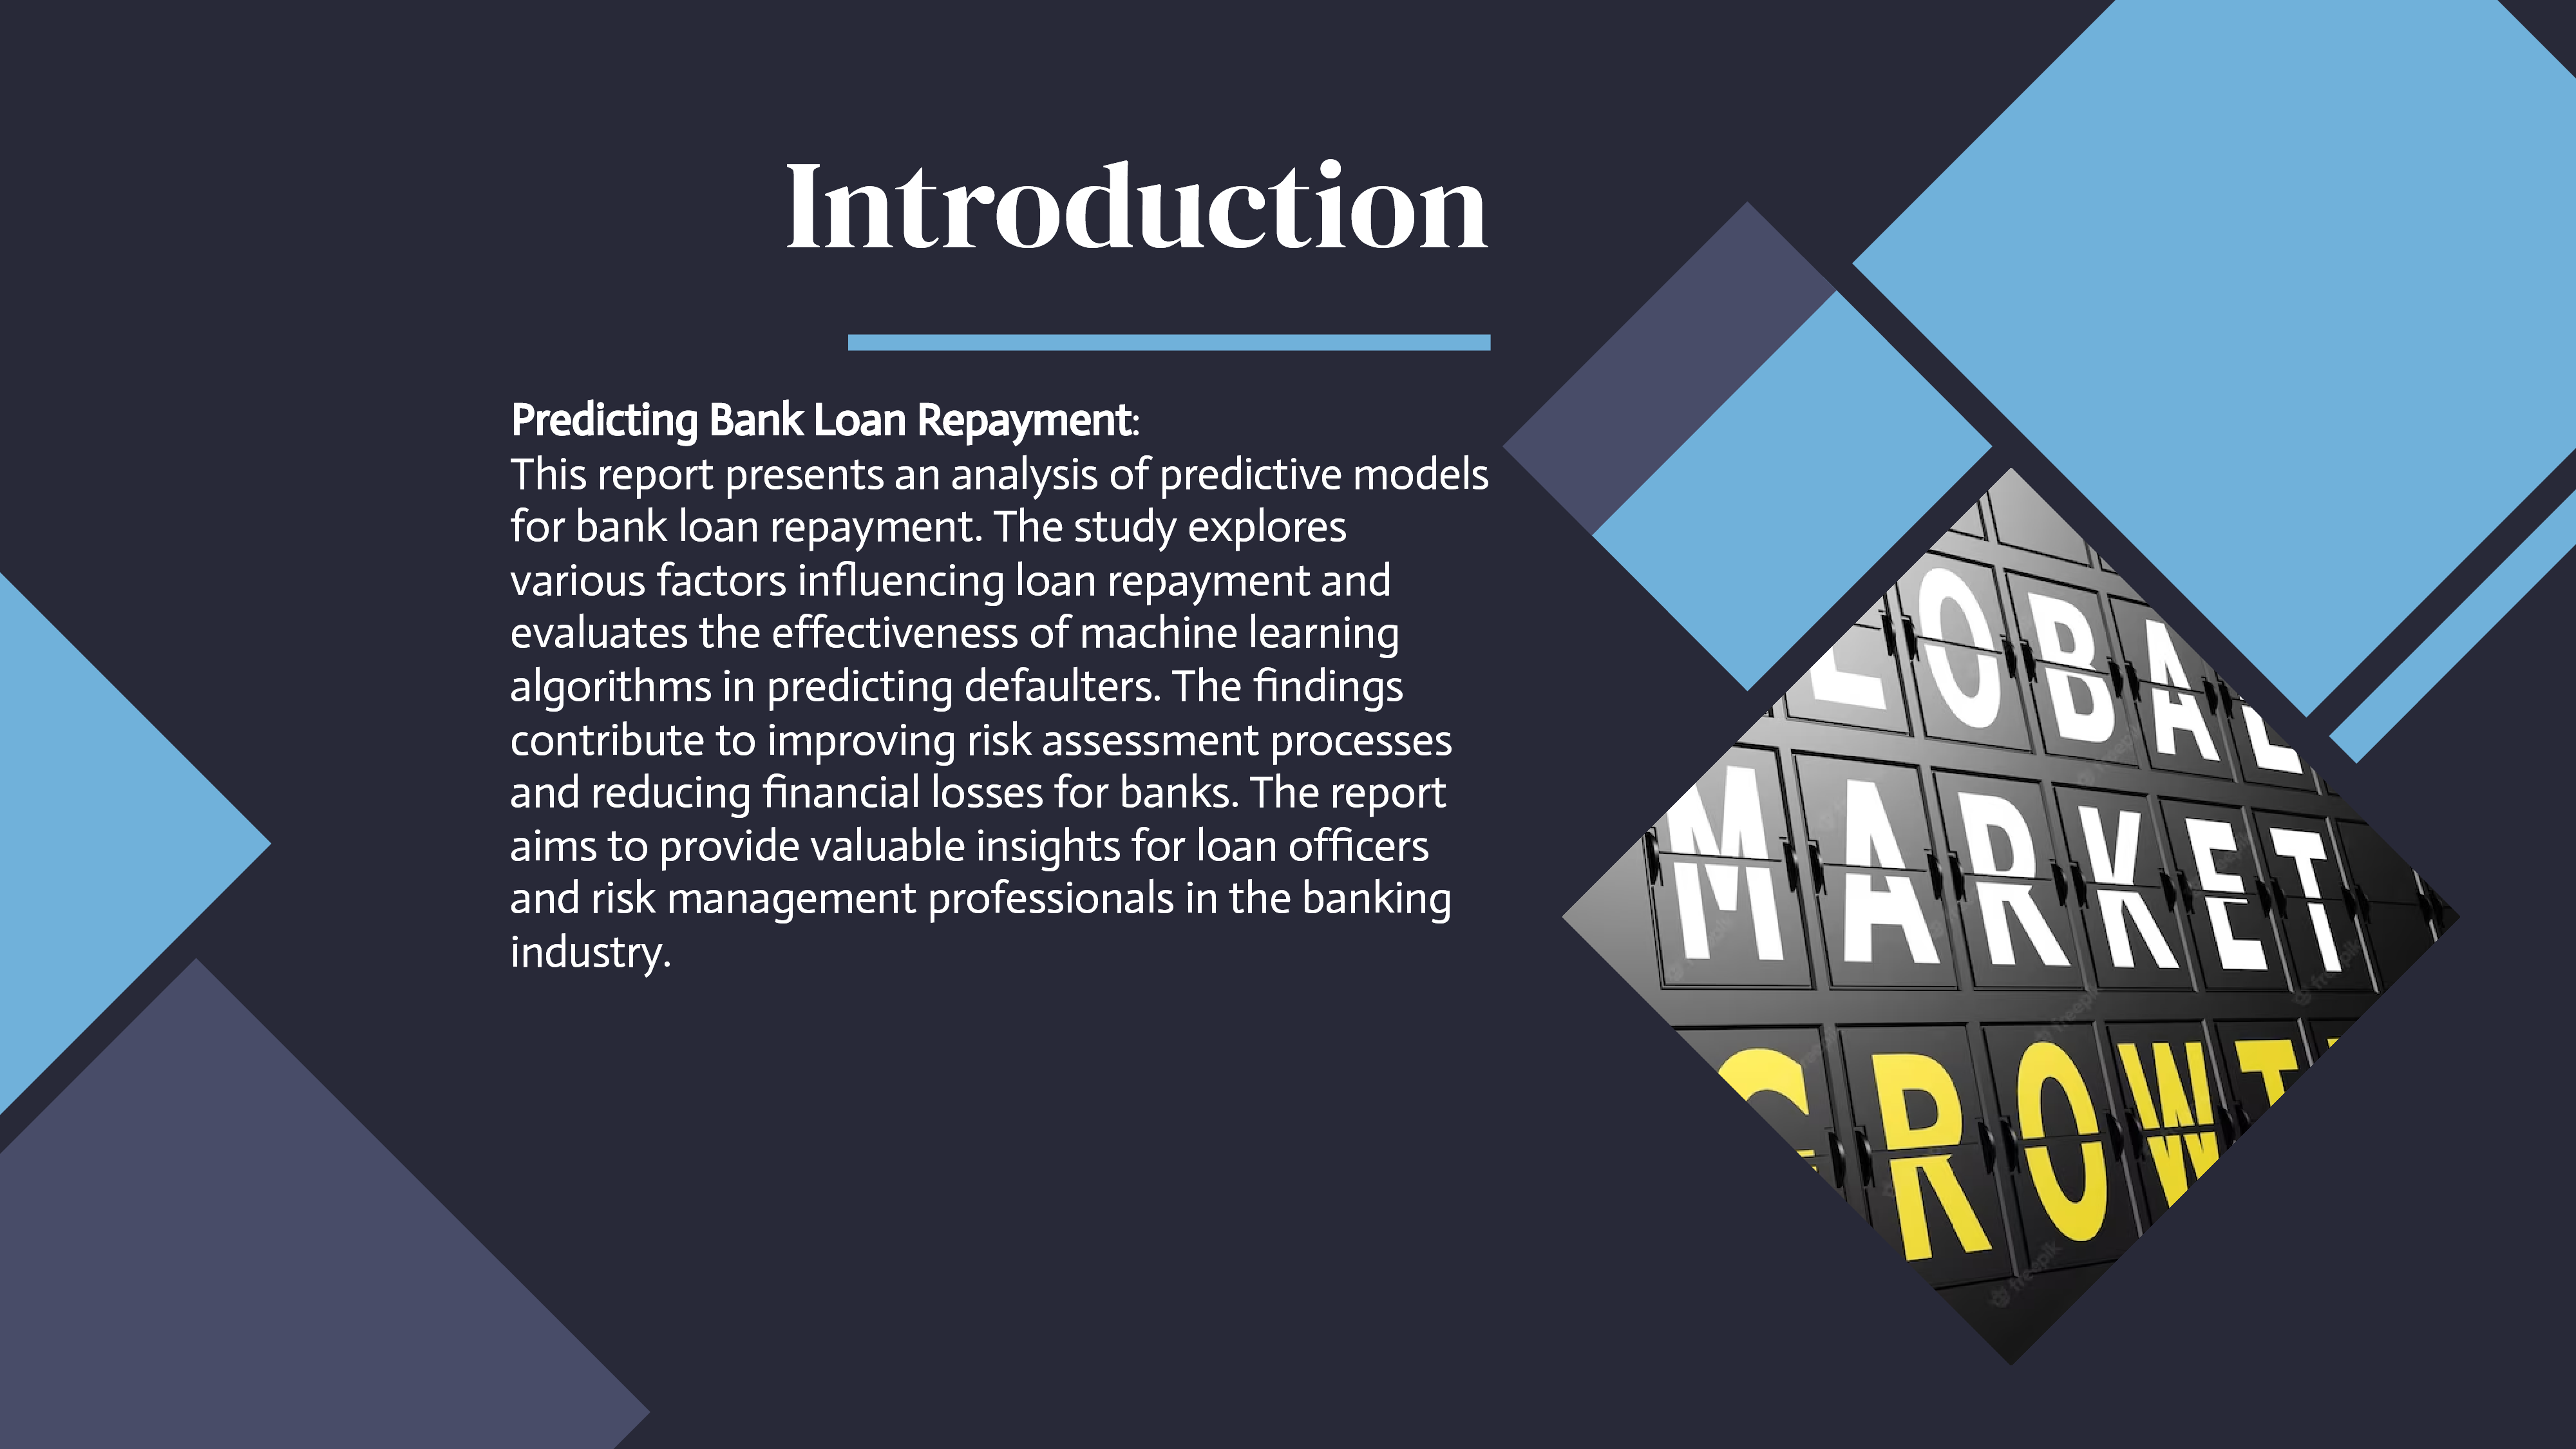 Introduction
Predicting Bank Loan Repayment:
This report presents an analysis of predictive models
for bank loan repayment. The study explores
various factors influencing loan repayment and
evaluates the effectiveness of machine learning
algorithms in predicting defaulters. The findings
contribute to improving risk assessment processes
and reducing financial losses for banks. The report
aims to provide valuable insights for loan officers
and risk management professionals in the banking
industry.
LOBAL
MARKET
GROWT
freepik